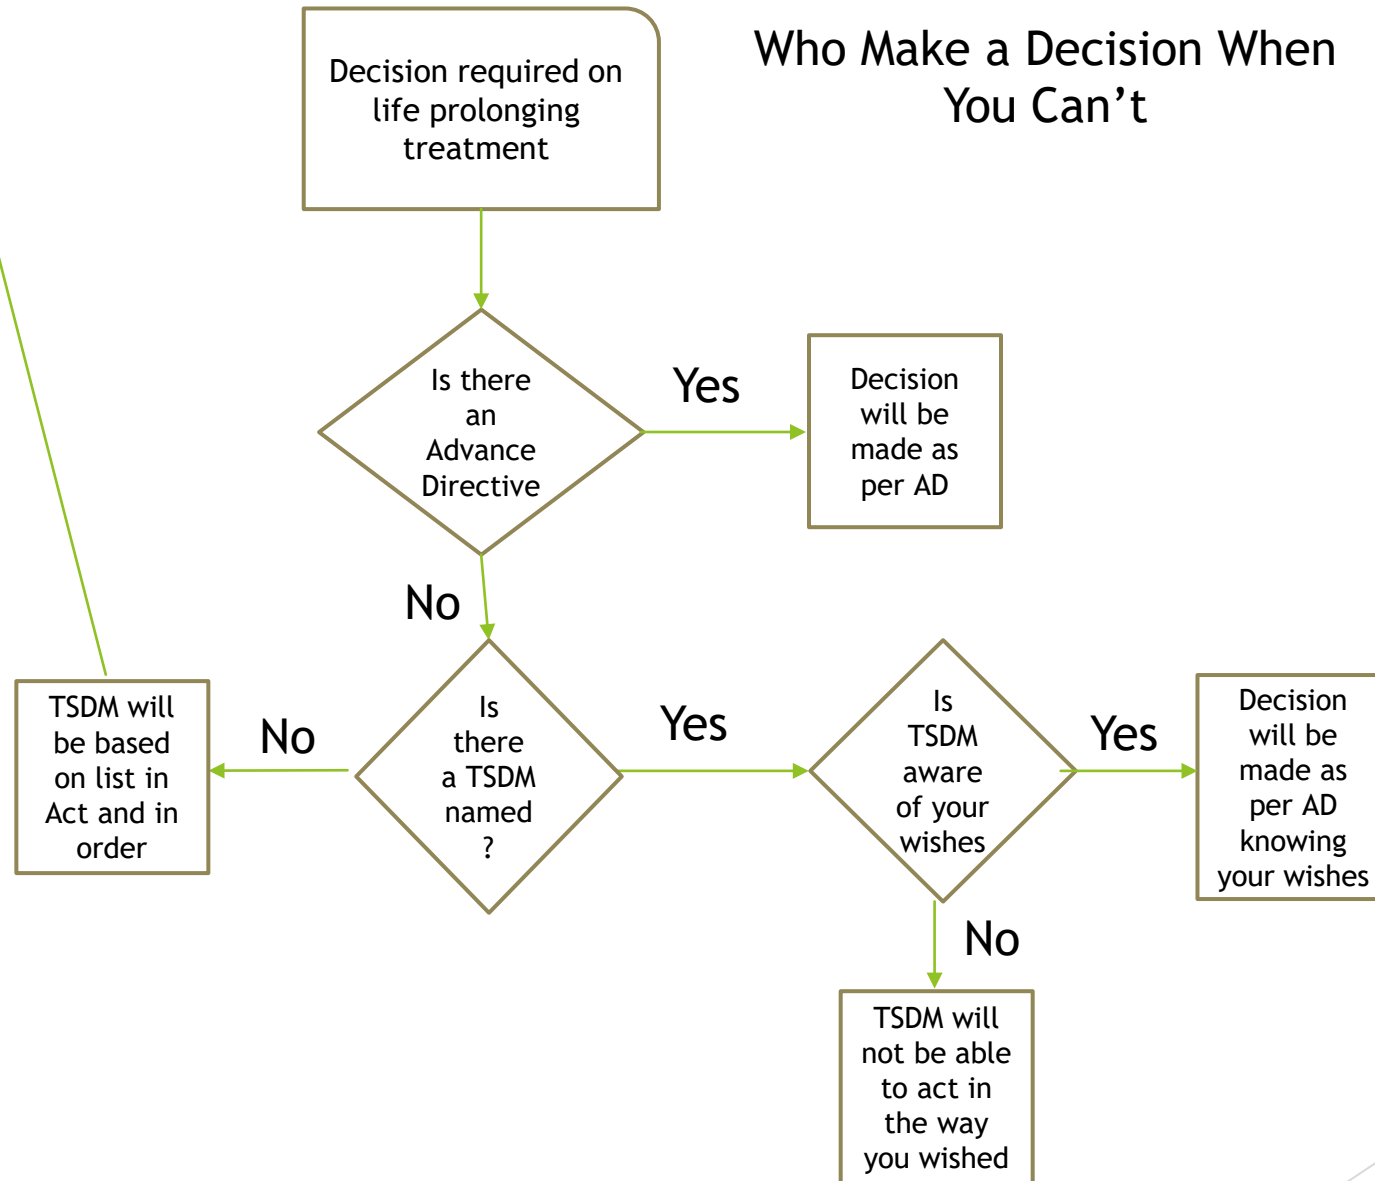 Who Make a Decision When
You Can't
Decision required on
life prolonging
treatment
Is there
an
Advance
Directive
Yes
Decision
will be
made as
per AD
No
TSDM will
be based
on list in
Act and in
order
No
Is
there
a TSDM
named
?
Yes
Is
TSDM
aware
of your
wishes
Yes
Decision
will be
made as
per AD
knowing
your wishes
No
TSDM will
not be able
to act in
the way
you wished